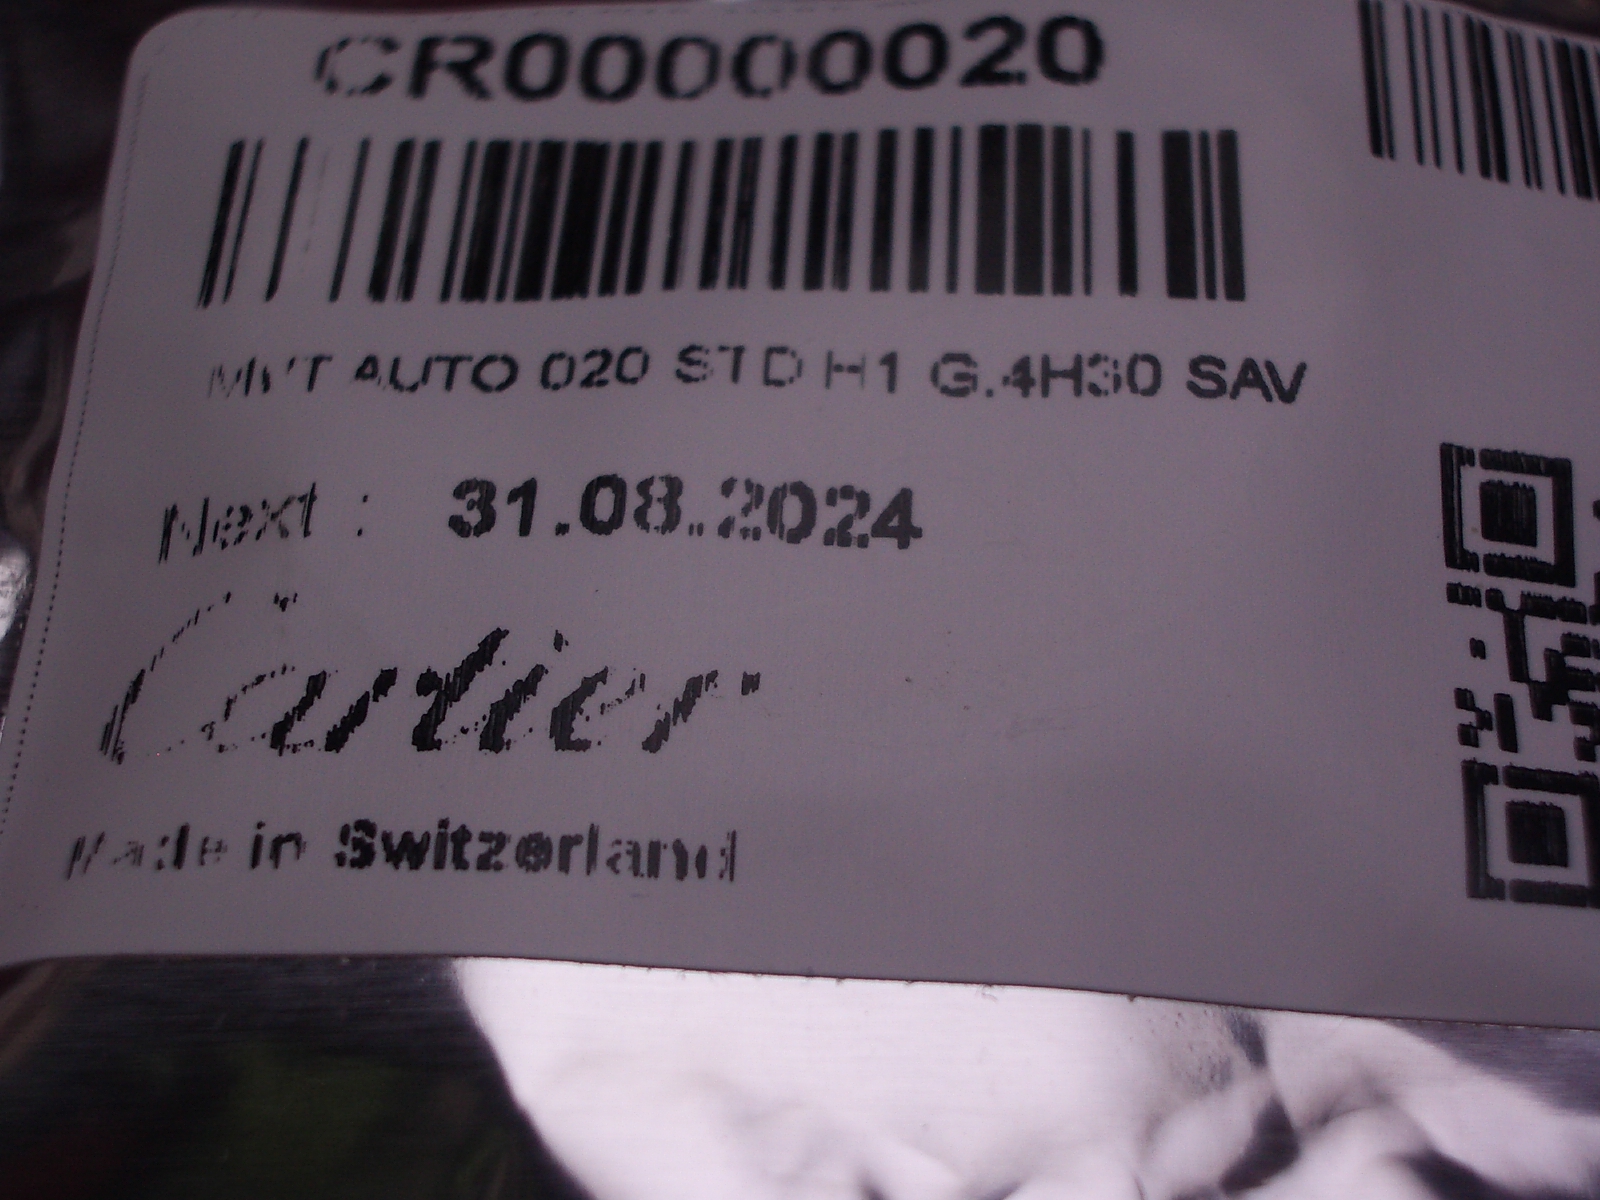 CR00000020
MVT AUTO 020 STD H1 G.4H30 SAV
Next : 31.08.2024
Cartier
Made in Switzerland